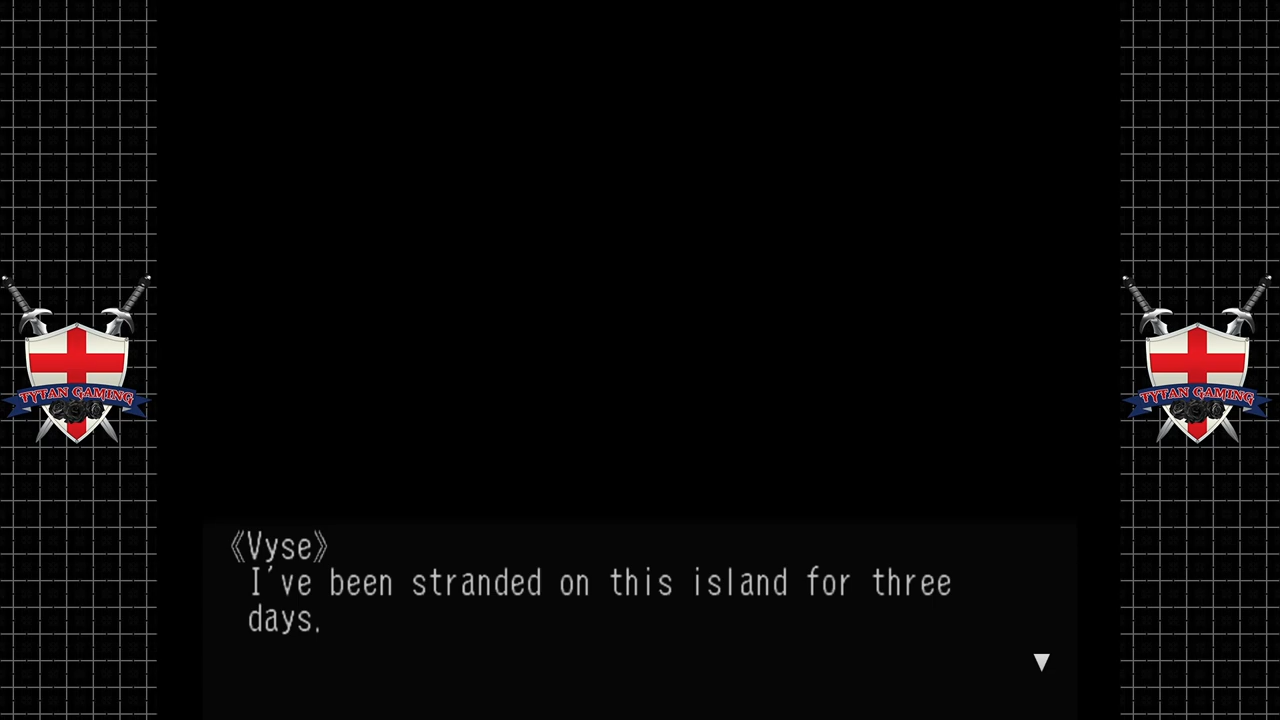 TYTAN GAMING
TYTAN GAMING
《Vyse》
I've been stranded on this island for three
days.